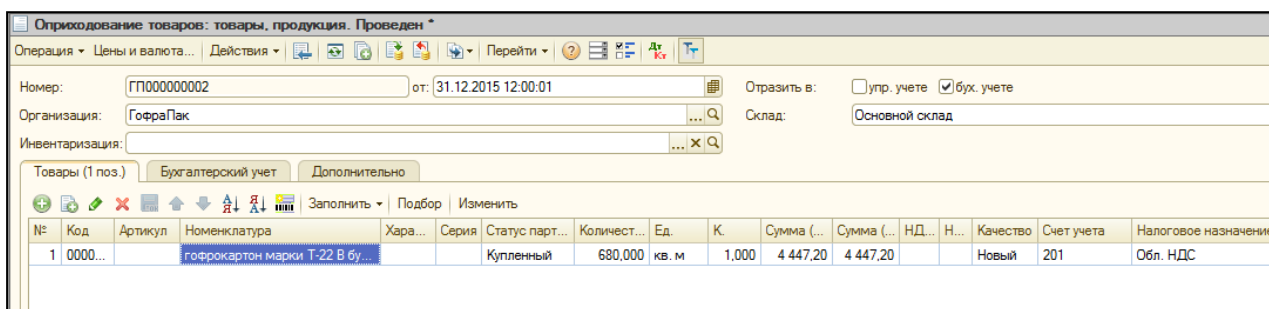 Оприходование товаров: товары, продукция. Проведен *
Операция Цены и валюта... Действия Перейти Дт Кт Тт
Номер: ГП000000002 от: 31.12.2015 12:00:01 Отразить в: упр. учете бух. учете
Организация: ГофраПак ... Склад: Основной склад
Инвентаризация: ... x
Товары (1 поз.) Бухгалтерский учет Дополнительно
Заполнить Подбор Изменить
№ Код Артикул Номенклатура Хара... Серия Статус парт... Количест... Ед. К. Сумма (... Сумма (... НД... Н... Качество Счет учета Налоговое назначение
1 0000... гофрокартон марки Т-22 В бу... Купленный 680,000 кв. м 1,000 4 447,20 4 447,20 Новый 201 Обл. НДС